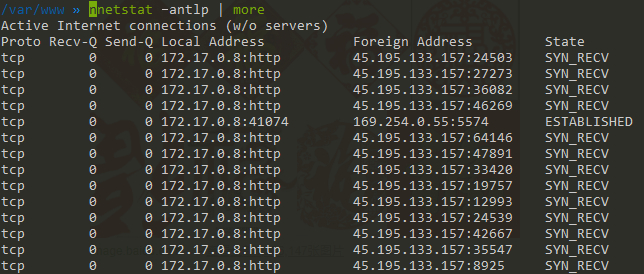 /var/www » nnetstat -antlp | more
Active Internet connections (w/o servers)
Proto Recv-Q Send-Q Local Address Foreign Address State
tcp 0 0 172.17.0.8:http 45.195.133.157:24503 SYN_RECV
tcp 0 0 172.17.0.8:http 45.195.133.157:27273 SYN_RECV
tcp 0 0 172.17.0.8:http 45.195.133.157:36082 SYN_RECV
tcp 0 0 172.17.0.8:http 45.195.133.157:46269 SYN_RECV
tcp 0 0 172.17.0.8:41074 169.254.0.55:5574 ESTABLISHED
tcp 0 0 172.17.0.8:http 45.195.133.157:64146 SYN_RECV
tcp 0 0 172.17.0.8:http 45.195.133.157:47891 SYN_RECV
tcp 0 0 172.17.0.8:http 45.195.133.157:33420 SYN_RECV
tcp 0 0 172.17.0.8:http 45.195.133.157:19757 SYN_RECV
tcp 0 0 172.17.0.8:http 45.195.133.157:12993 SYN_RECV
tcp 0 0 172.17.0.8:http 45.195.133.157:24539 SYN_RECV
tcp 0 0 172.17.0.8:http 45.195.133.157:42667 SYN_RECV
tcp 0 0 172.17.0.8:http 45.195.133.157:35547 SYN_RECV
tcp 0 0 172.17.0.8:http 45.195.133.157:8925 SYN_RECV